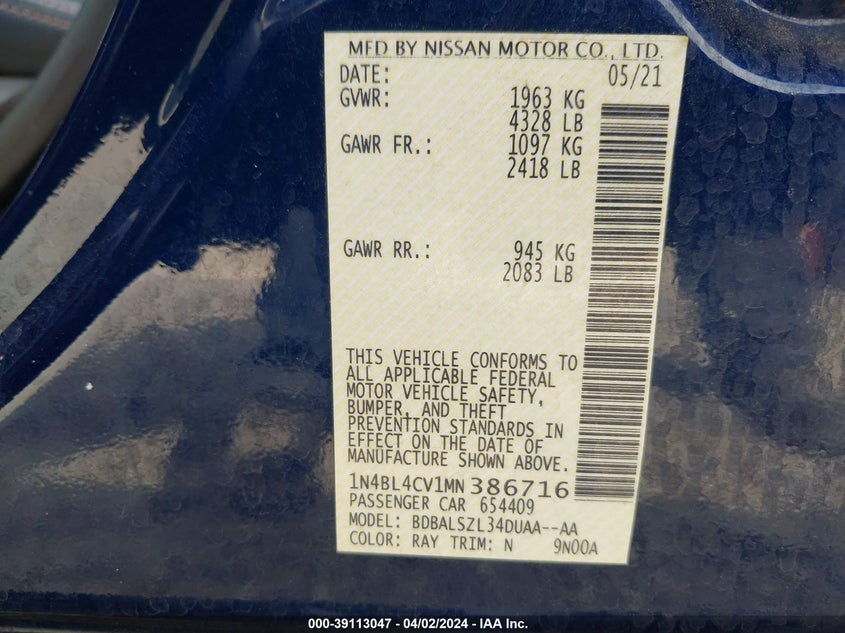 MFD BY NISSAN MOTOR CO., LTD.
DATE: 05/21
GVWR: 1963 KG
4328 LB
GAWR FR.: 1097 KG
2418 LB
GAWR RR.: 945 KG
2083 LB
THIS VEHICLE CONFORMS TO
ALL APPLICABLE FEDERAL
MOTOR VEHICLE SAFETY,
BUMPER, AND THEFT
PREVENTION STANDARDS IN
EFFECT ON THE DATE OF
MANUFACTURE SHOWN ABOVE.
1N4BL4CV1MN386716
PASSENGER CAR 654409
MODEL: BDBALSZL34DUAA--AA
COLOR: RAY TRIM: N 9N00A
000-39113047 - 04/02/2024 - IAA Inc.